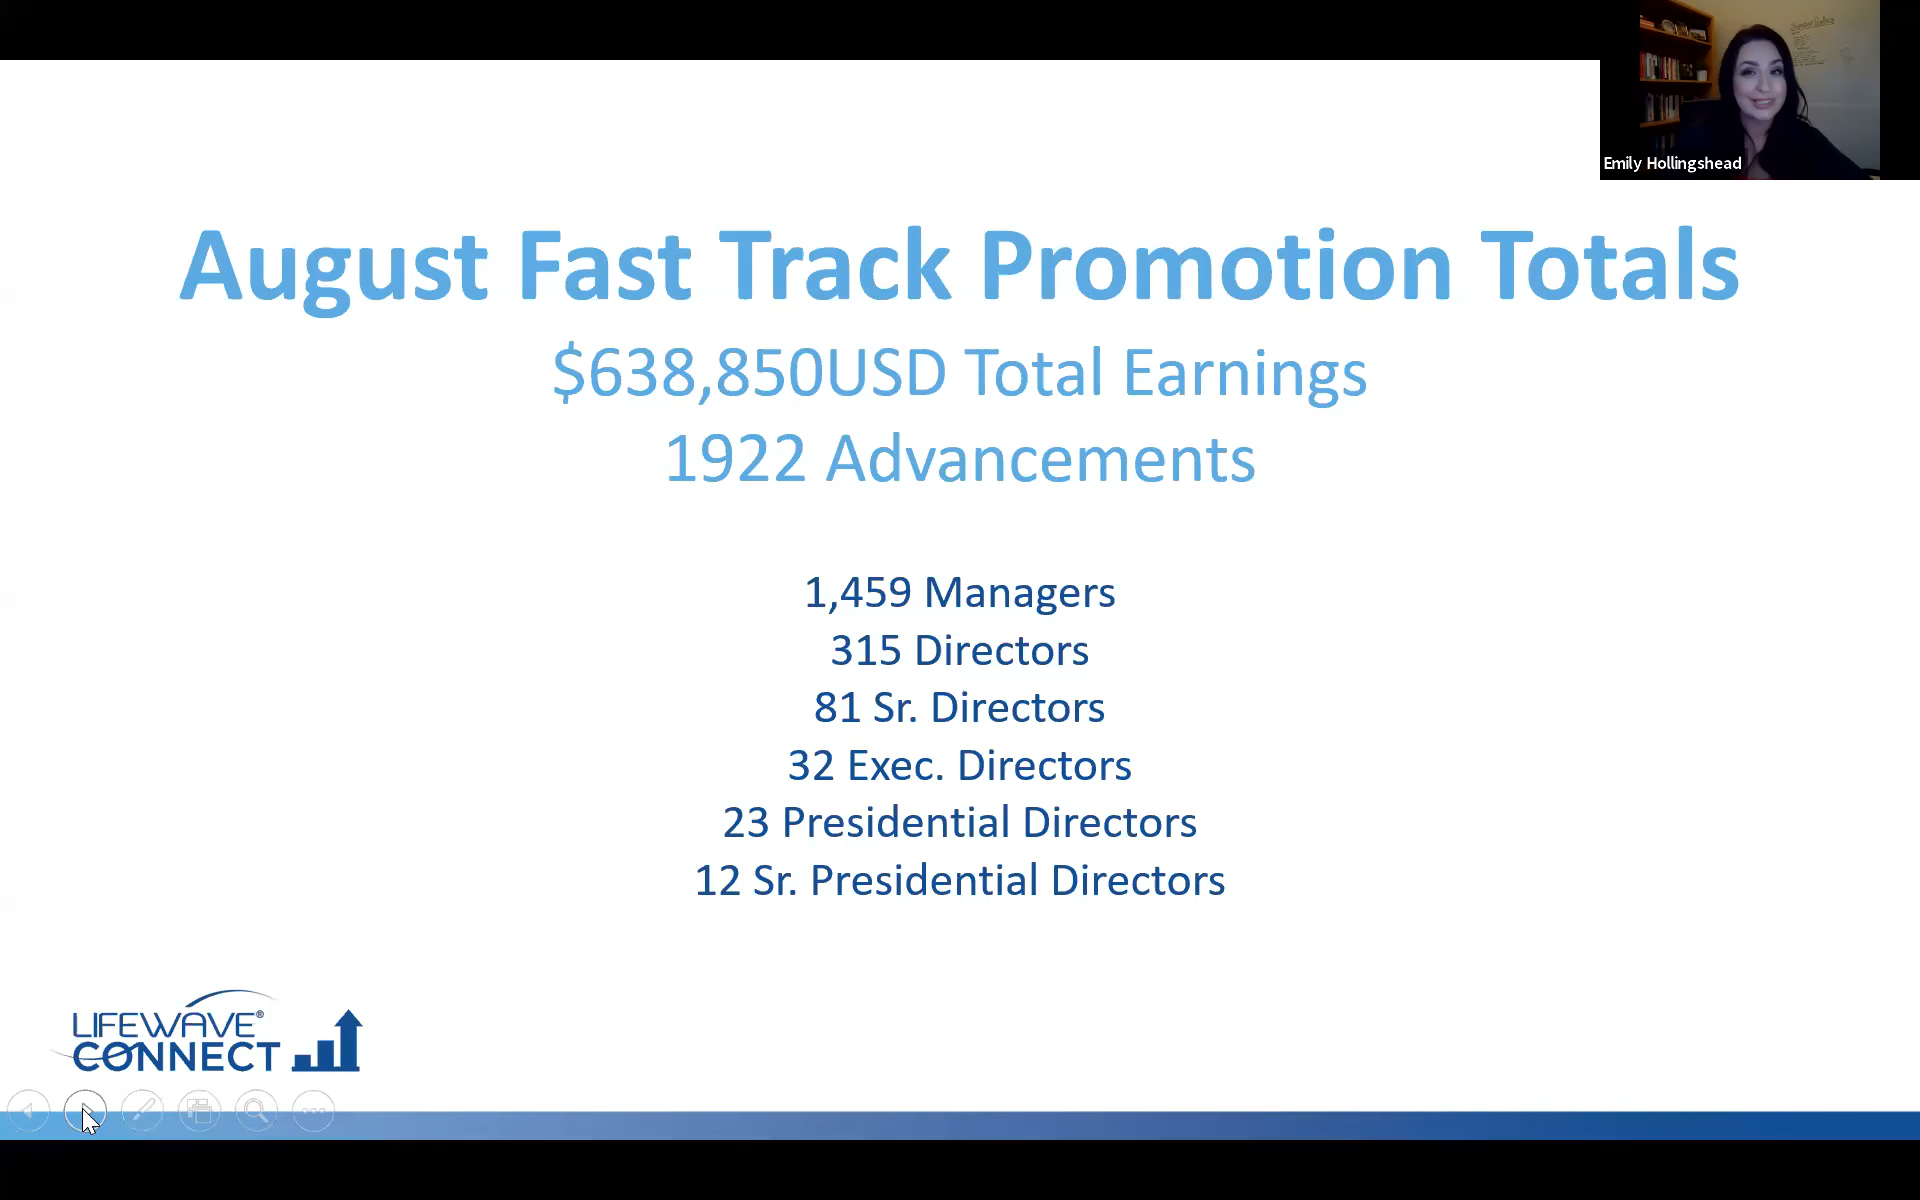 Emily Hollingshead
August Fast Track Promotion Totals
$638,850USD Total Earnings
1922 Advancements
1,459 Managers
315 Directors
81 Sr. Directors
32 Exec. Directors
23 Presidential Directors
12 Sr. Presidential Directors
LIFEWAVE®
CONNECT